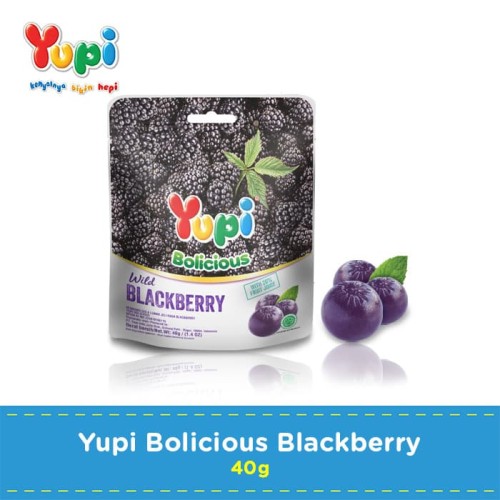 Yupi
kenyalnya bikin hepi
Yupi
Bolicious
Wild
BLACKBERRY
Yupi Bolicious Blackberry
40g